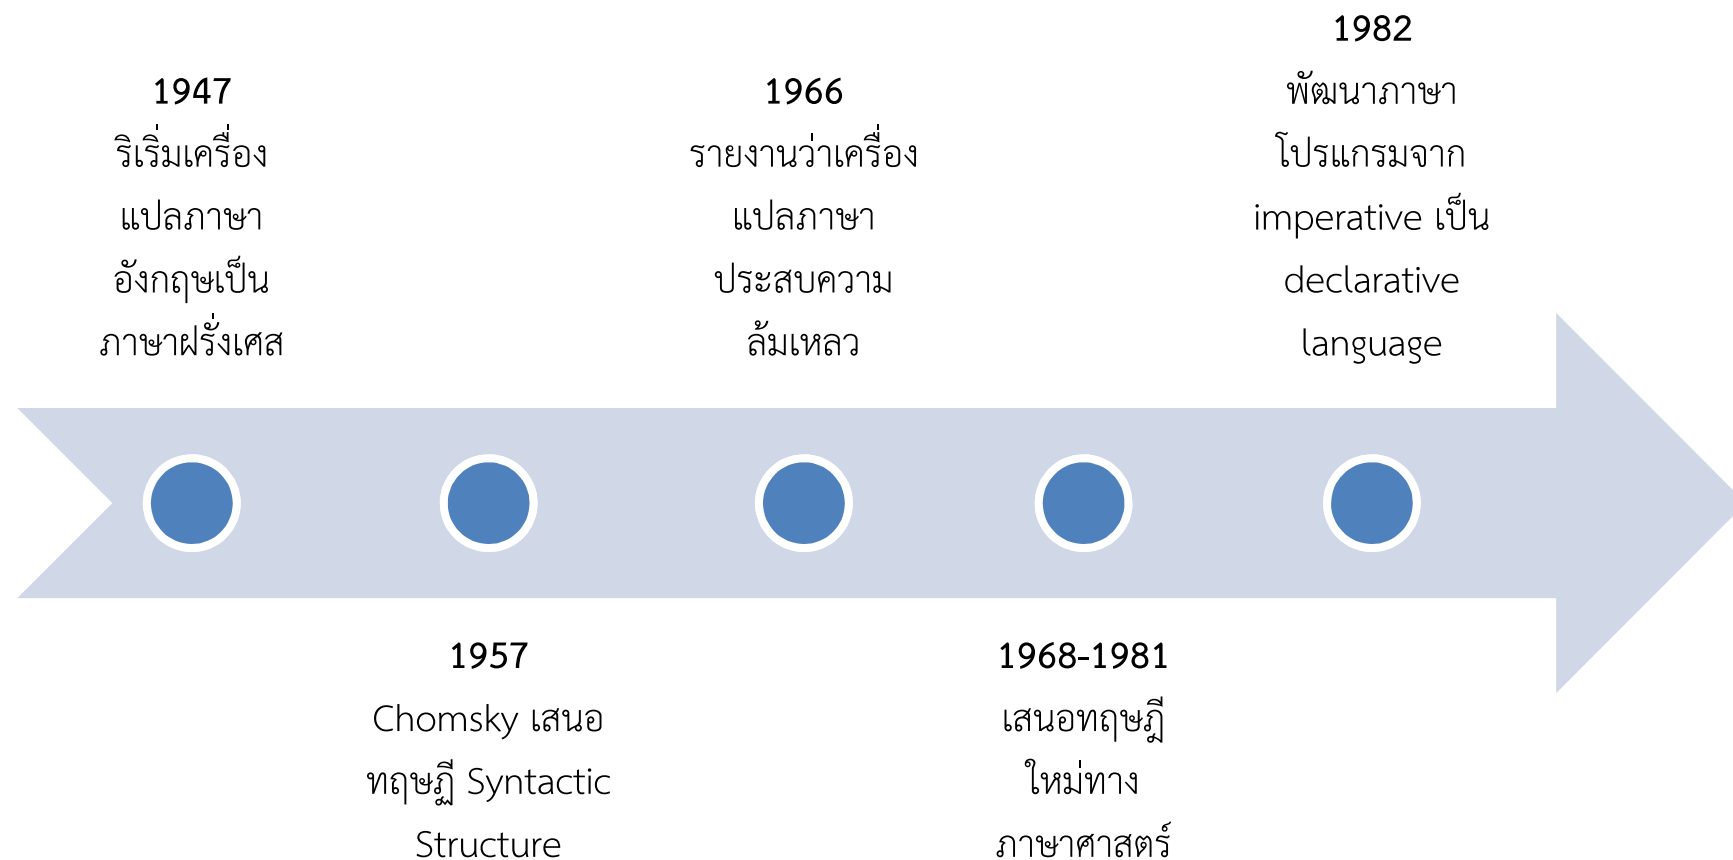 1947
ริเริ่มเครื่อง
แปลภาษา
อังกฤษเป็น
ภาษาฝรั่งเศส
1957
Chomsky เสนอ
ทฤษฏี Syntactic
Structure
1966
รายงานว่าเครื่อง
แปลภาษา
ประสบความ
ล้มเหลว
1968-1981
เสนอทฤษฎี
ใหม่ทาง
ภาษาศาสตร์
1982
พัฒนาภาษา
โปรแกรมจาก
imperative เป็น
declarative
language